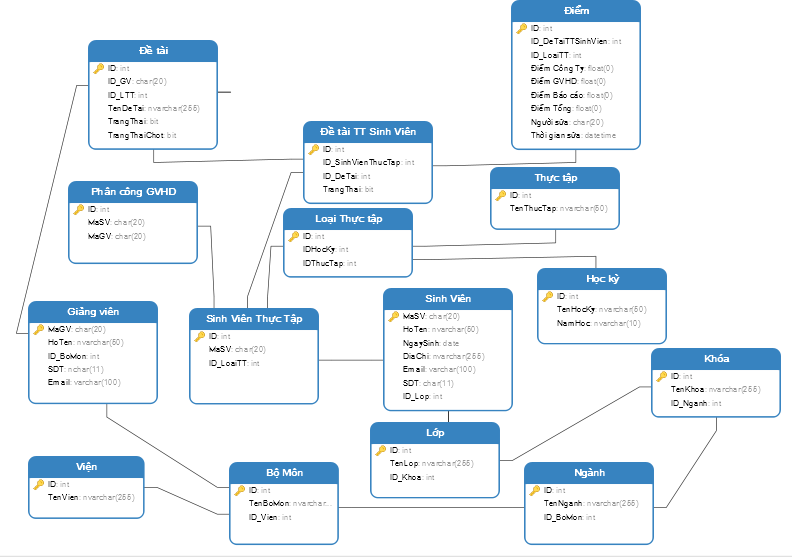 Điểm
ID: int
ID_DeTaiTTSinhVien: int
ID_LoaiTT: int
Điểm Công Ty: float(0)
Điểm GVHD: float(0)
Điểm Báo cáo: float(0)
Điểm Tổng: float(0)
Người sửa: char(20)
Thời gian sửa: datetime
Đề tài
ID: int
ID_GV: char(20)
ID_LTT: int
TenDeTai: nvarchar(255)
TrangThai: bit
TrangThaiChot: bit
Đề tài TT Sinh Viên
ID: int
ID_SinhVienThucTap: int
ID_DeTai: int
TrangThai: bit
Thực tập
ID: int
TenThucTap: nvarchar(50)
Phân công GVHD
ID: int
MaSV: char(20)
MaGV: char(20)
Loại Thực tập
ID: int
IDHocKy: int
IDThucTap: int
Học kỳ
ID: int
TenHocKy: nvarchar(50)
NamHoc: nvarchar(10)
Giảng viên
MaGV: char(20)
HoTen: nvarchar(50)
ID_BoMon: int
SDT: nchar(11)
Email: varchar(100)
Sinh Viên Thực Tập
ID: int
MaSV: char(20)
ID_LoaiTT: int
Sinh Viên
MaSV: char(20)
HoTen: nvarchar(50)
NgaySinh: date
DiaChi: nvarchar(255)
Email: varchar(100)
SDT: char(11)
ID_Lop: int
Khóa
ID: int
TenKhoa: nvarchar(255)
ID_Nganh: int
Lớp
ID: int
TenLop: nvarchar(255)
ID_Khoa: int
Viện
ID: int
TenVien: nvarchar(255)
Bộ Môn
ID: int
TenBoMon: nvarchar...
ID_Vien: int
Ngành
ID: int
TenNganh: nvarchar(255)
ID_BoMon: int